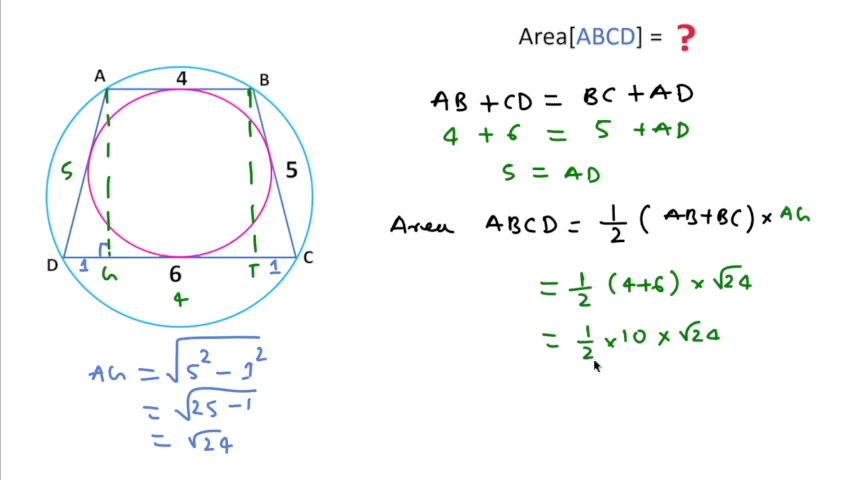 Area[ABCD] = ?
A 4 B
AB + CD = BC + AD
4 + 6 = 5 + AD
5 5
5 = AD
Area ABCD = 1/2 (AB+BC) × AG
D 1 G 6 T 1 C
4
= 1/2 (4+6) × √24
= 1/2 × 10 × √24
AG = √5² - 1²
= √25 - 1
= √24